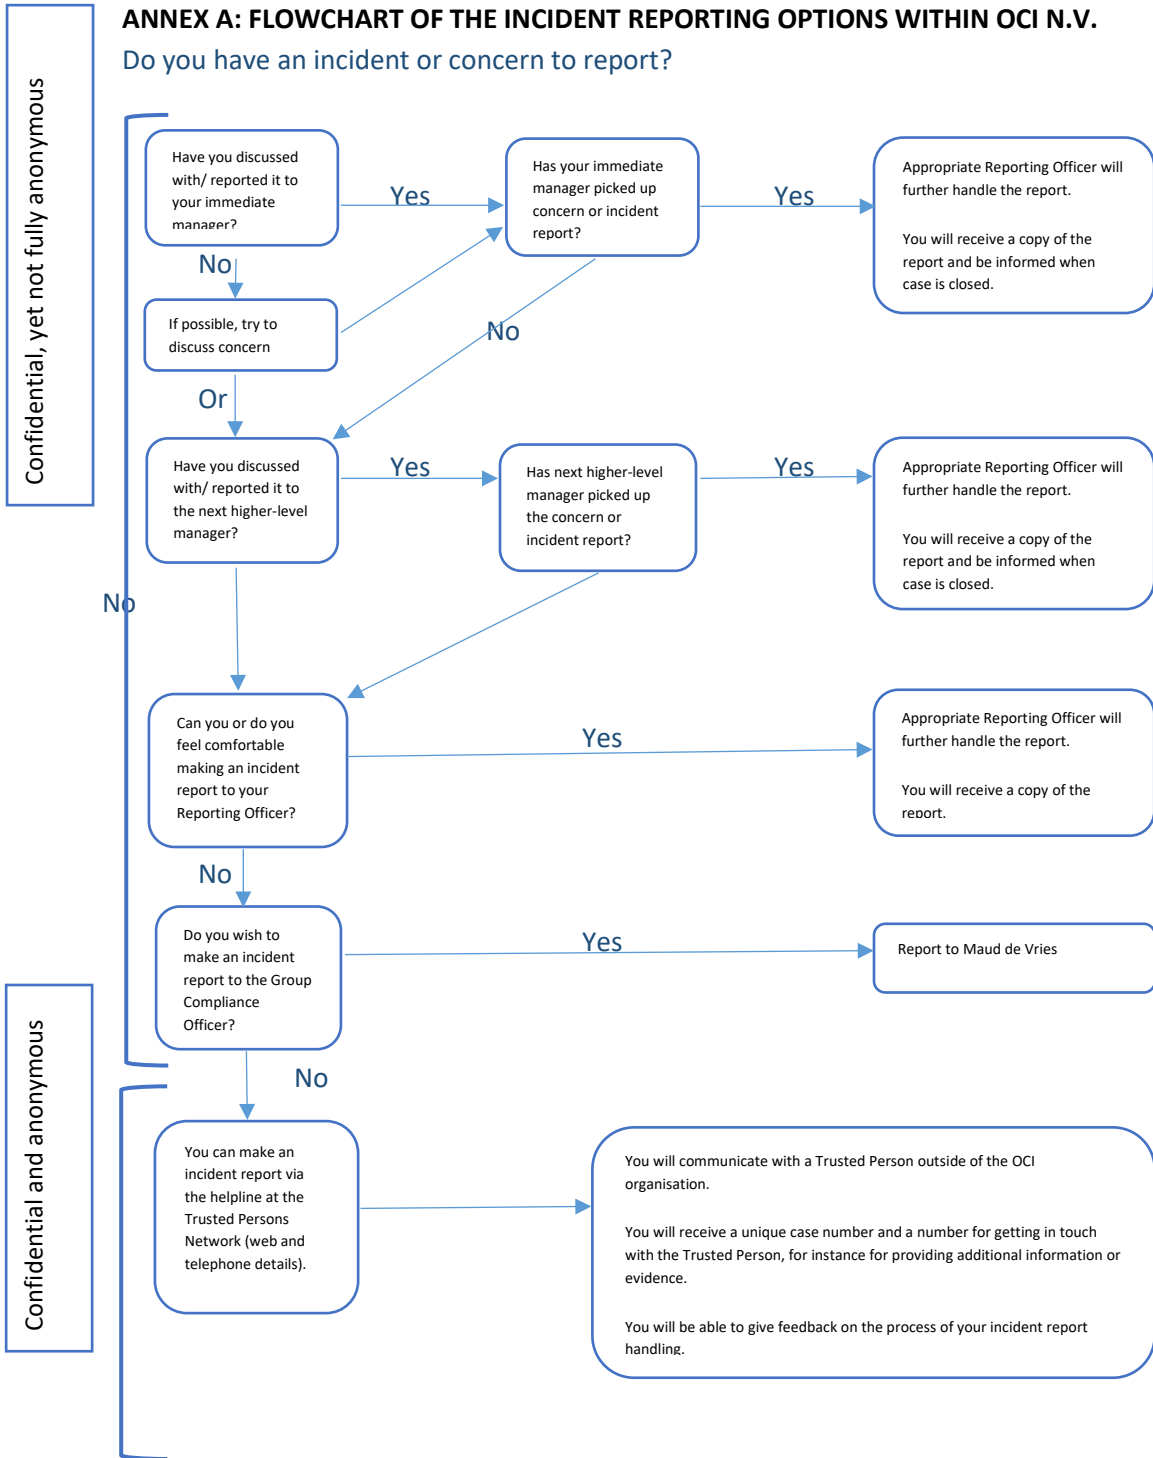 ANNEX A: FLOWCHART OF THE INCIDENT REPORTING OPTIONS WITHIN OCI N.V.
Do you have an incident or concern to report?
Confidential, yet not fully anonymous
Have you discussed
with/ reported it to
your immediate
manager?
Yes
Has your immediate
manager picked up
concern or incident
report?
Yes
Appropriate Reporting Officer will
further handle the report.
You will receive a copy of the
report and be informed when
case is closed.
No
If possible, try to
discuss concern
No
Or
Have you discussed
with/ reported it to
the next higher-level
manager?
Yes
Has next higher-level
manager picked up
the concern or
incident report?
Yes
Appropriate Reporting Officer will
further handle the report.
You will receive a copy of the
report and be informed when
case is closed.
No
Can you or do you
feel comfortable
making an incident
report to your
Reporting Officer?
Yes
Appropriate Reporting Officer will
further handle the report.
You will receive a copy of the
report.
No
Do you wish to
make an incident
report to the Group
Compliance
Officer?
Yes
Report to Maud de Vries
Confidential and anonymous
No
You can make an
incident report via
the helpline at the
Trusted Persons
Network (web and
telephone details).
You will communicate with a Trusted Person outside of the OCI
organisation.
You will receive a unique case number and a number for getting in touch
with the Trusted Person, for instance for providing additional information or
evidence.
You will be able to give feedback on the process of your incident report
handling.